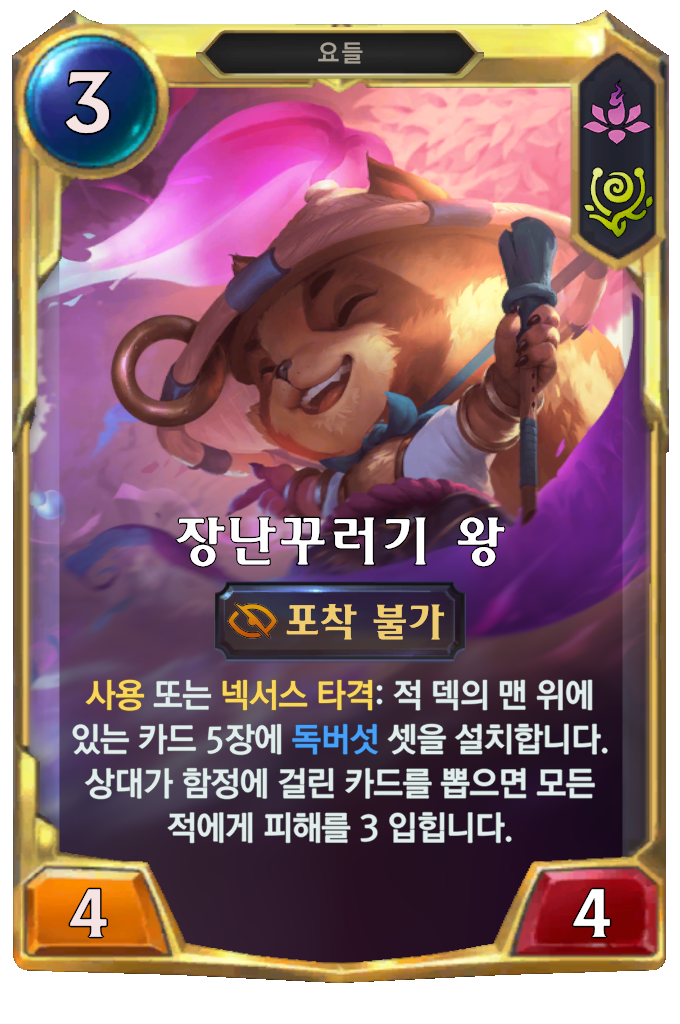 요들
3
장난꾸러기 왕
포착 불가
사용 또는 넥서스 타격: 적 덱의 맨 위에
있는 카드 5장에 독버섯 셋을 설치합니다.
상대가 함정에 걸린 카드를 뽑으면 모든
적에게 피해를 3 입힙니다.
4
4